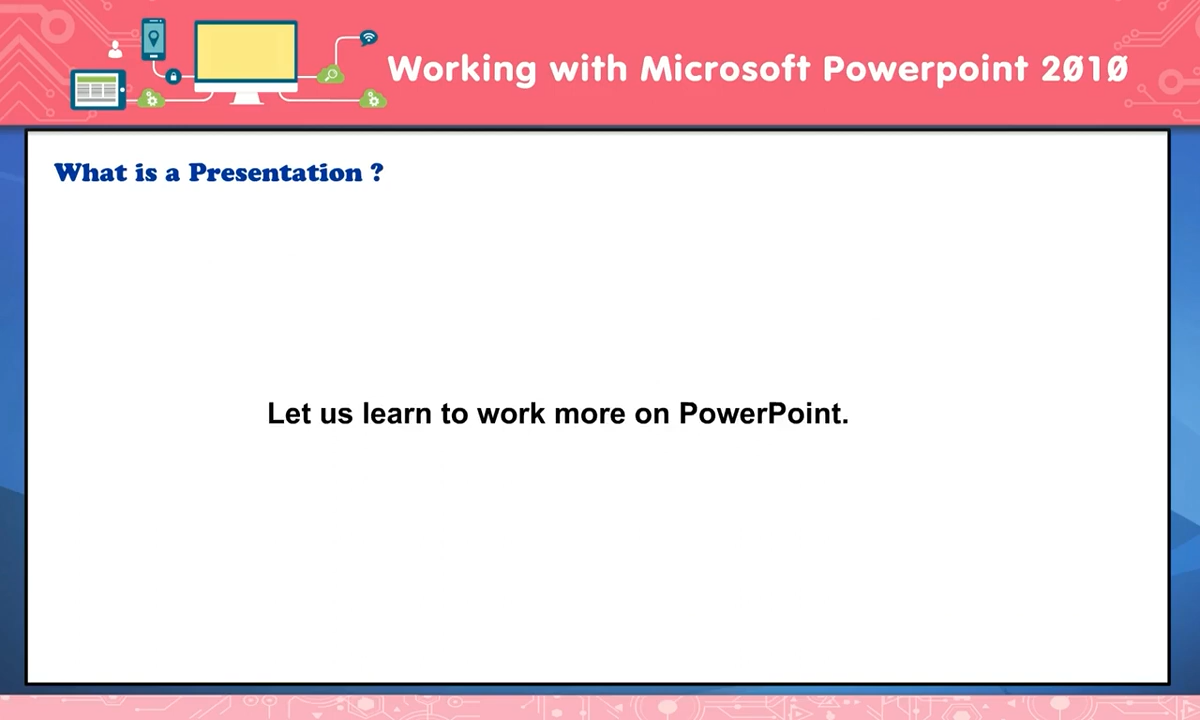 Working with Microsoft Powerpoint 2010
What is a Presentation ?
Let us learn to work more on PowerPoint.